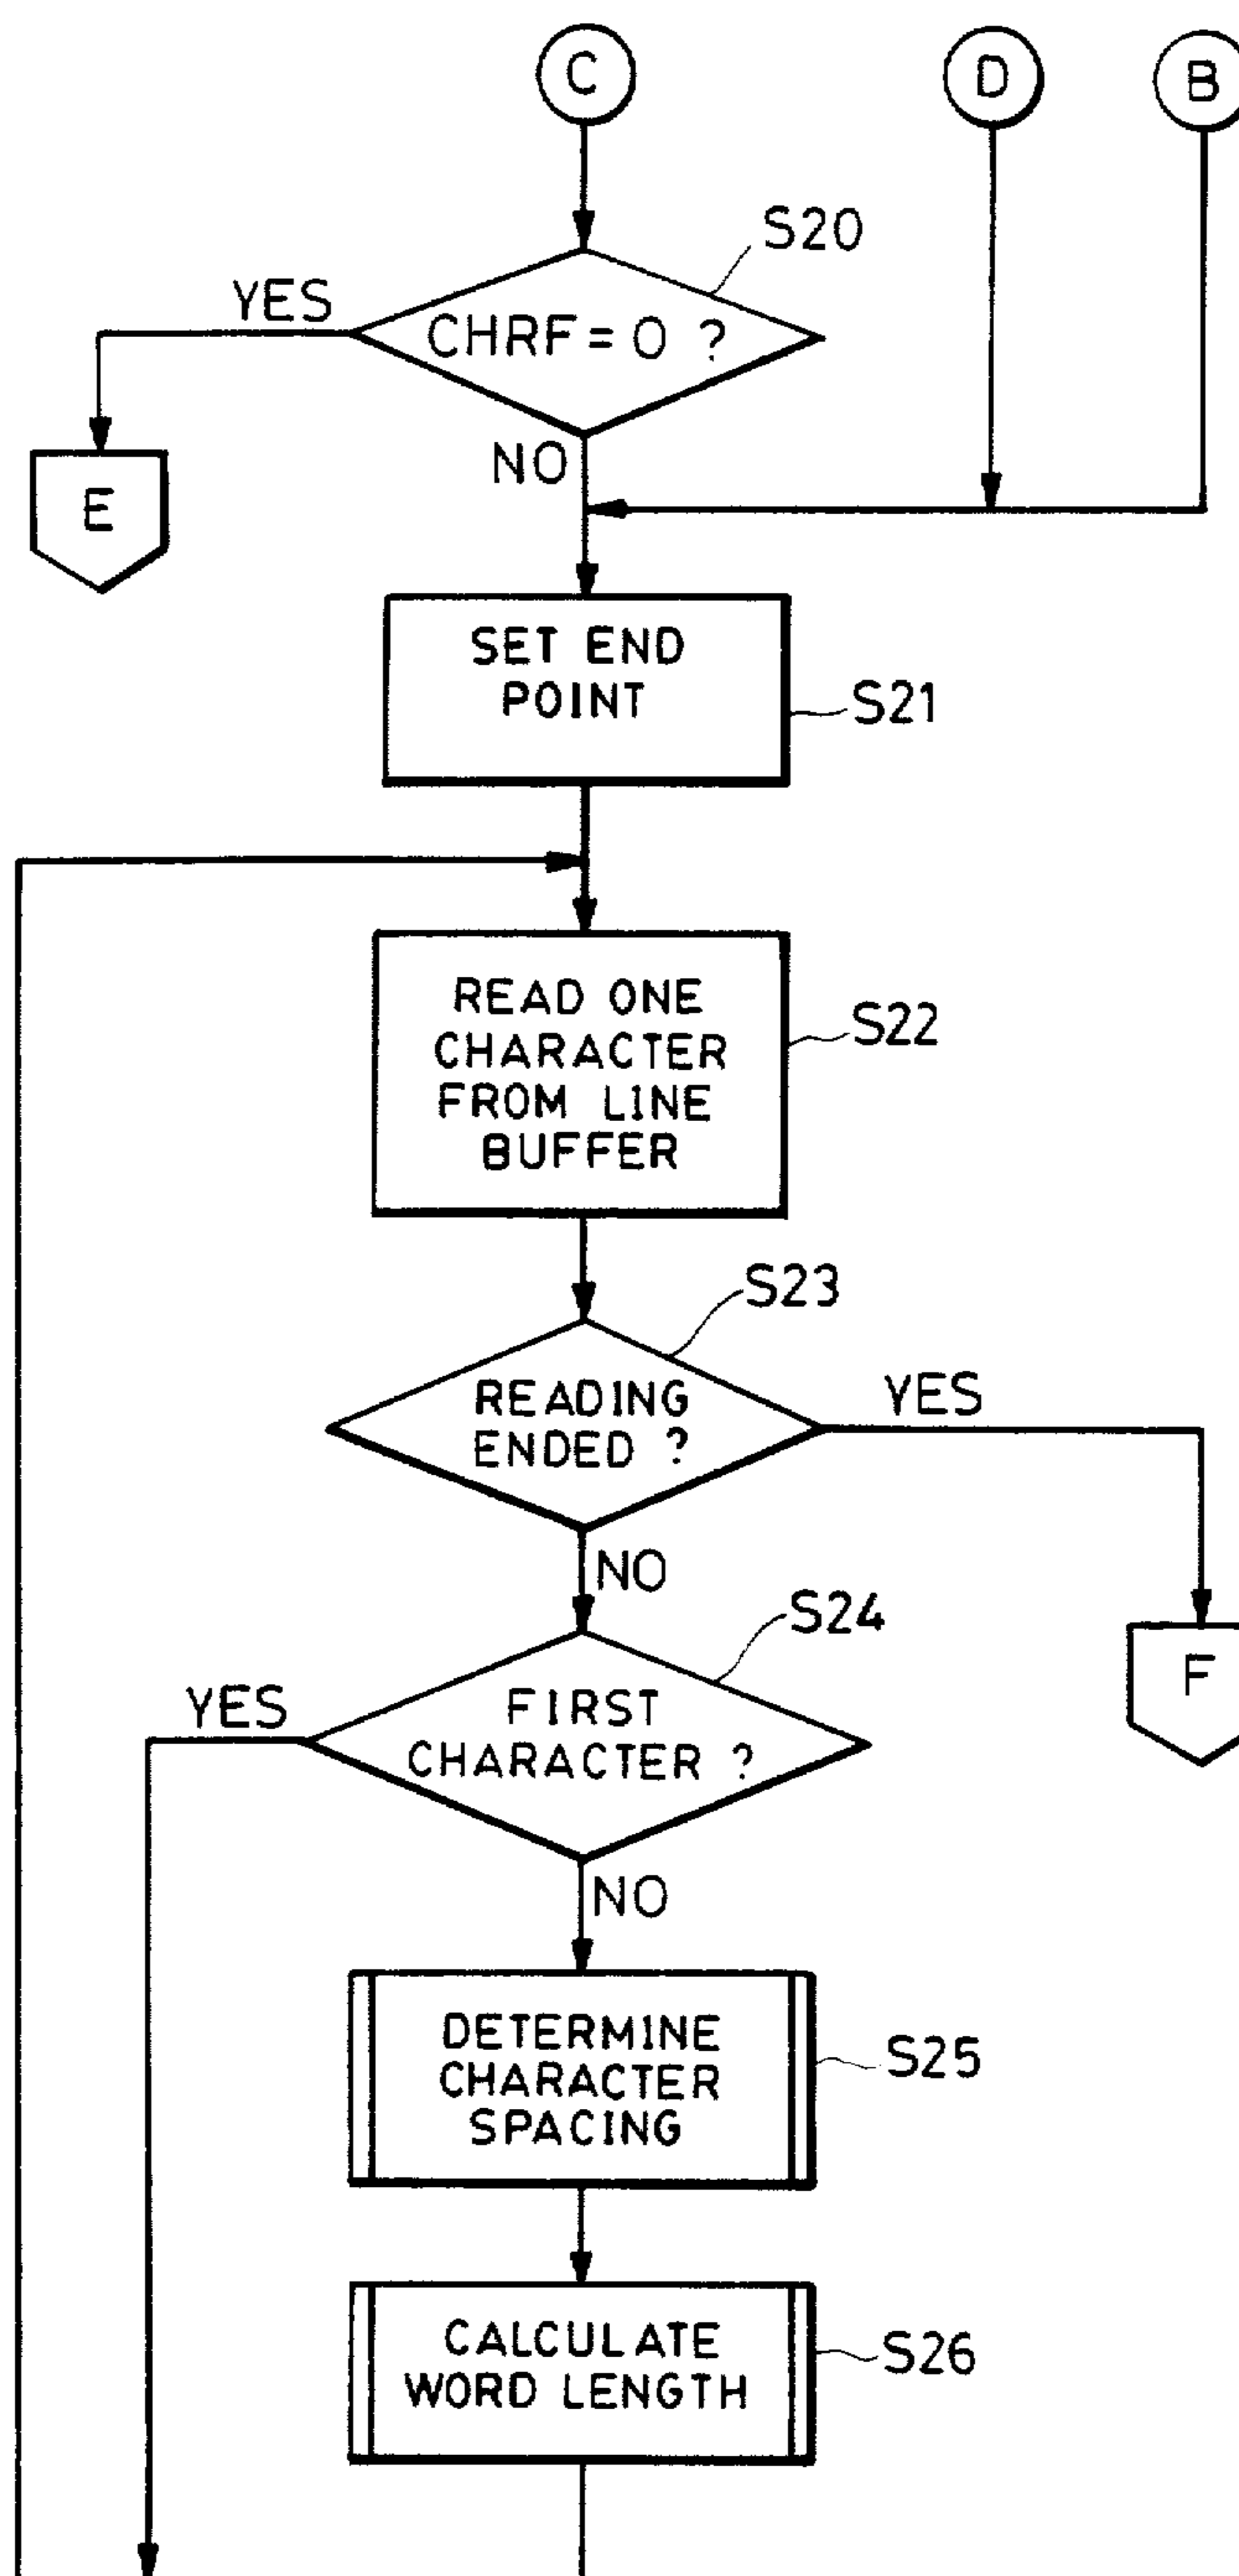 C
D
B
S20
YES
CHRF = 0 ?
NO
E
SET END
POINT
S21
READ ONE
CHARACTER
FROM LINE
BUFFER
S22
S23
READING
ENDED ?
YES
NO
S24
F
YES
FIRST
CHARACTER ?
NO
DETERMINE
CHARACTER
SPACING
S25
CALCULATE
WORD LENGTH
S26